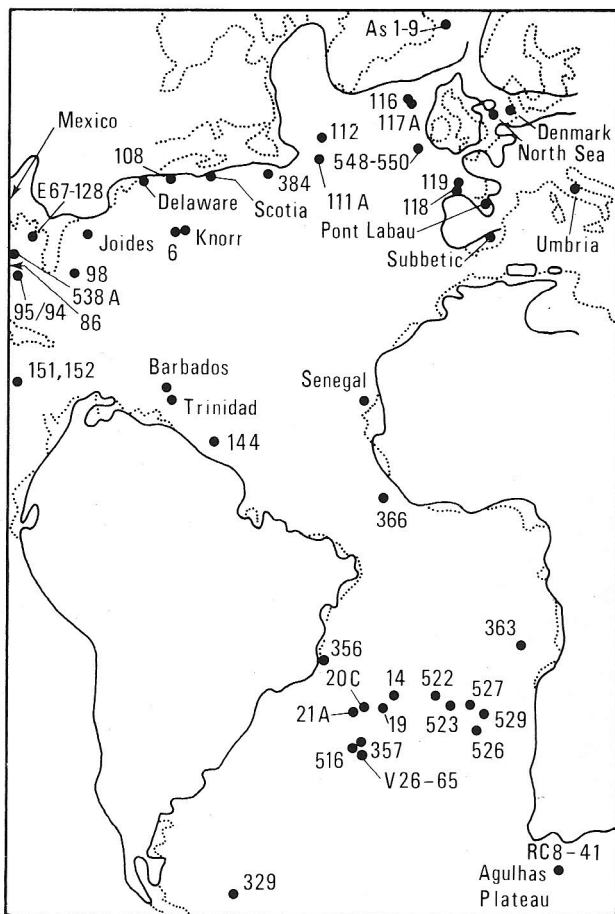 As 1-9
Mexico
116
117A
112
Denmark
North Sea
108
548-550
E67-128
384
119
Delaware
Scotia
111A
118
Pont Labau
Umbria
Joides
6
Knorr
Subbetic
98
538A
95/94
86
151,152
Barbados
Senegal
Trinidad
144
366
356
363
20C
14
522
527
21A
19
523
529
526
516
357
V26-65
RC8-41
329
Agulhas
Plateau